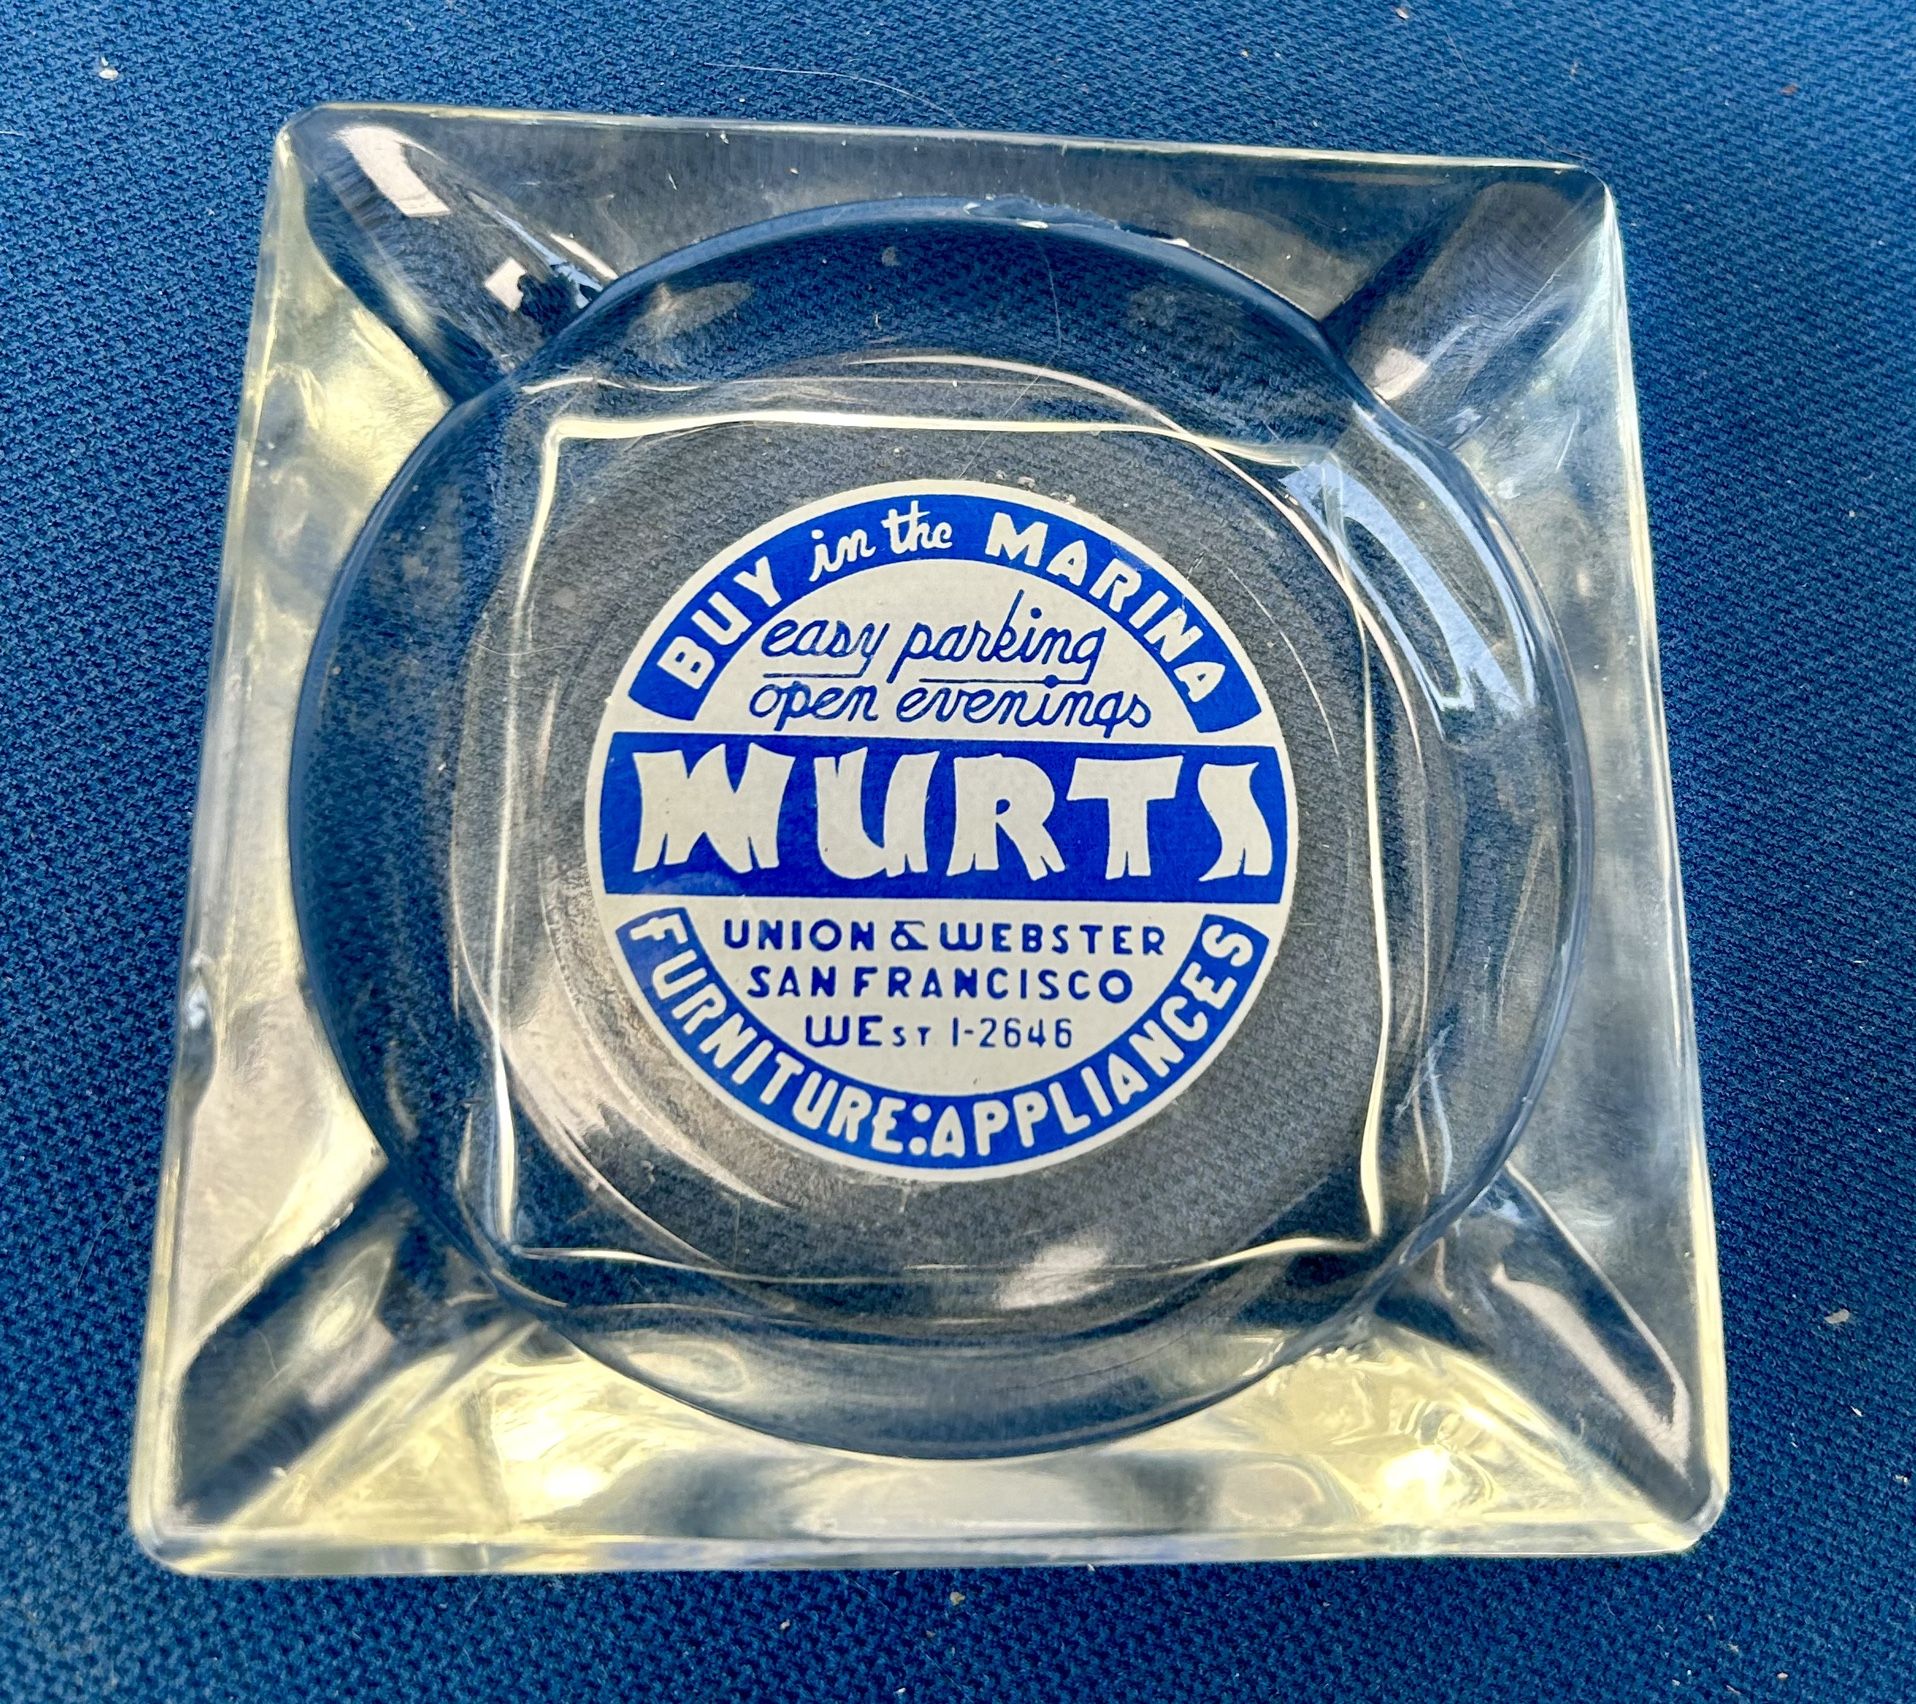 BUY in the MARINA
easy parking
open evenings
WURTS
UNION & WEBSTER
SAN FRANCISCO
WEST 1-2646
FURNITURE:APPLIANCES